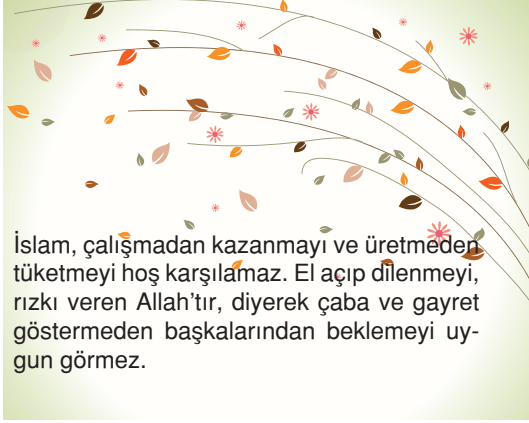 İslam, çalışmadan kazanmayı ve üretmeden
tüketmeyi hoş karşılamaz. El açıp dilenmeyi,
rızkı veren Allah’tır, diyerek çaba ve gayret
göstermeden başkalarından beklemeyi uy-
gun görmez.